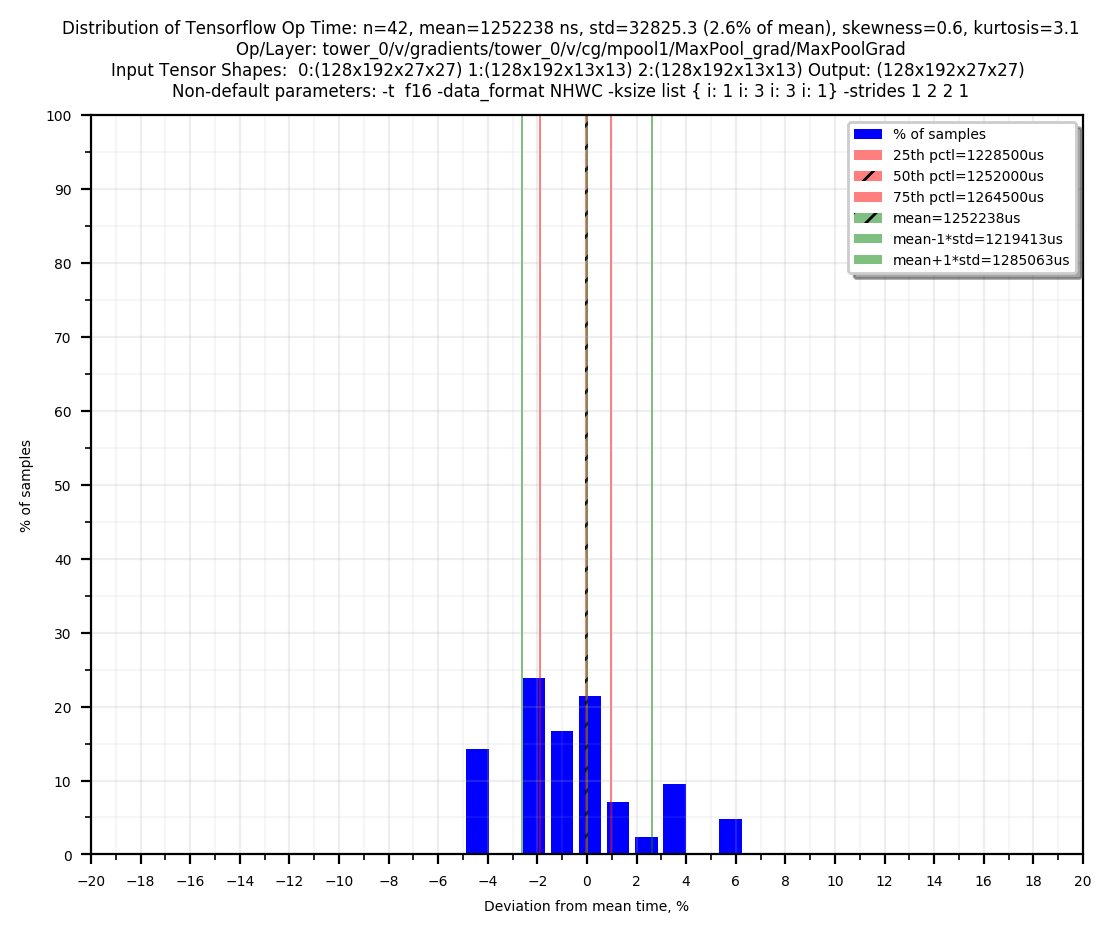 Distribution of Tensorflow Op Time: n=42, mean=1252238 ns, std=32825.3 (2.6% of mean), skewness=0.6, kurtosis=3.1
Op/Layer: tower_0/v/gradients/tower_0/v/cg/mpool1/MaxPool_grad/MaxPoolGrad
Input Tensor Shapes:  0:(128x192x27x27) 1:(128x192x13x13) 2:(128x192x13x13) Output: (128x192x27x27)
Non-default parameters: -t  f16 -data_format NHWC -ksize list { i: 1 i: 3 i: 3 i: 1} -strides 1 2 2 1
% of samples
25th pctl=1228500us
50th pctl=1252000us
75th pctl=1264500us
mean=1252238us
mean-1*std=1219413us
mean+1*std=1285063us
100
90
80
70
60
50
40
30
20
10
0
% of samples
−20 −18 −16 −14 −12 −10 −8 −6 −4 −2 0 2 4 6 8 10 12 14 16 18 20
Deviation from mean time, %